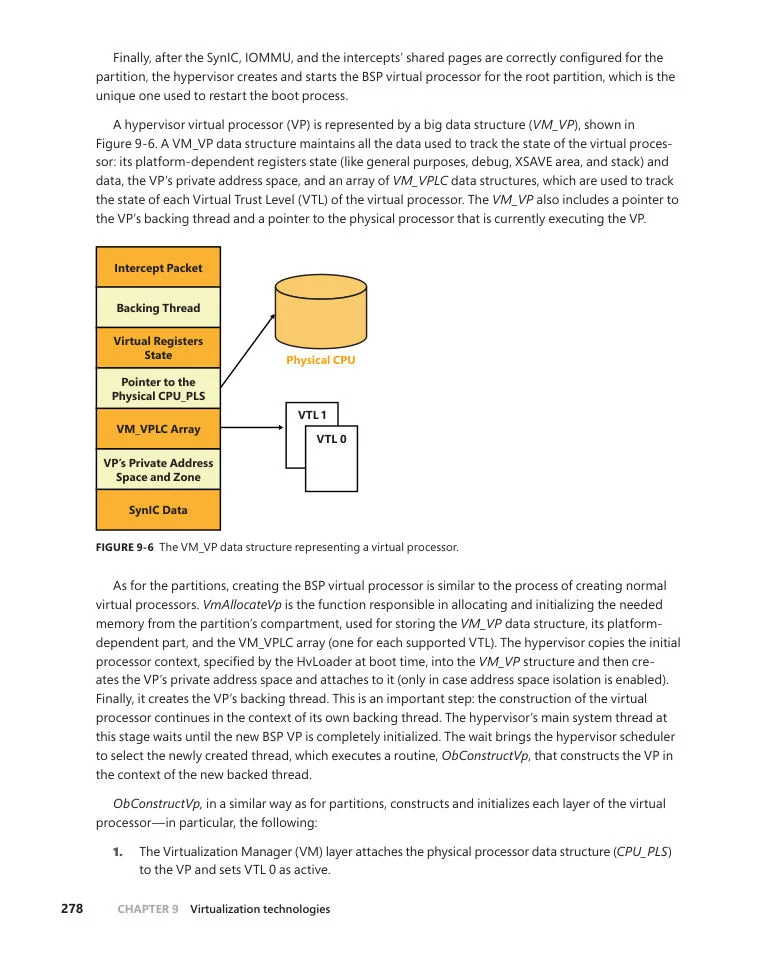 Finally, after the SynIC, IOMMU, and the intercepts’ shared pages are correctly configured for the
partition, the hypervisor creates and starts the BSP virtual processor for the root partition, which is the
unique one used to restart the boot process.
A hypervisor virtual processor (VP) is represented by a big data structure (VM_VP), shown in
Figure 9-6. A VM_VP data structure maintains all the data used to track the state of the virtual proces-
sor: its platform-dependent registers state (like general purposes, debug, XSAVE area, and stack) and
data, the VP’s private address space, and an array of VM_VPLC data structures, which are used to track
the state of each Virtual Trust Level (VTL) of the virtual processor. The VM_VP also includes a pointer to
the VP’s backing thread and a pointer to the physical processor that is currently executing the VP.
Intercept Packet
Backing Thread
Virtual Registers
State
Pointer to the
Physical CPU_PLS
VM_VPLC Array
VP’s Private Address
Space and Zone
SynIC Data
Physical CPU
VTL 1
VTL 0
FIGURE 9-6 The VM_VP data structure representing a virtual processor.
As for the partitions, creating the BSP virtual processor is similar to the process of creating normal
virtual processors. VmAllocateVp is the function responsible in allocating and initializing the needed
memory from the partition’s compartment, used for storing the VM_VP data structure, its platform-
dependent part, and the VM_VPLC array (one for each supported VTL). The hypervisor copies the initial
processor context, specified by the HvLoader at boot time, into the VM_VP structure and then cre-
ates the VP’s private address space and attaches to it (only in case address space isolation is enabled).
Finally, it creates the VP’s backing thread. This is an important step: the construction of the virtual
processor continues in the context of its own backing thread. The hypervisor’s main system thread at
this stage waits until the new BSP VP is completely initialized. The wait brings the hypervisor scheduler
to select the newly created thread, which executes a routine, ObConstructVp, that constructs the VP in
the context of the new backed thread.
ObConstructVp, in a similar way as for partitions, constructs and initializes each layer of the virtual
processor—in particular, the following:
1. The Virtualization Manager (VM) layer attaches the physical processor data structure (CPU_PLS)
to the VP and sets VTL 0 as active.
278 CHAPTER 9 Virtualization technologies